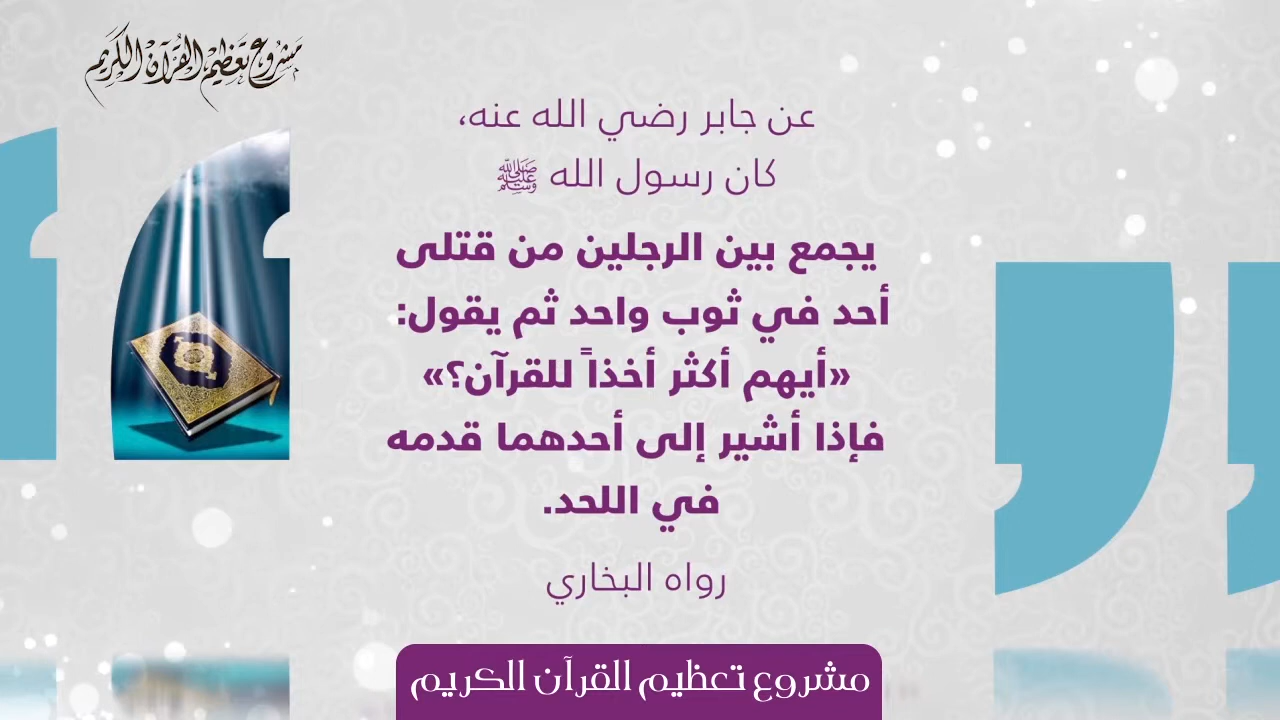 مشروع تعظيم القرآن الكريم
عن جابر رضي الله عنه،
كان رسول الله ﷺ
يجمع بين الرجلين من قتلى
أحد في ثوب واحد ثم يقول:
«أيهم أكثر أخذاً للقرآن؟»
فإذا أشير إلى أحدهما قدمه
في اللحد.
رواه البخاري
مشروع تعظيم القرآن الكريم